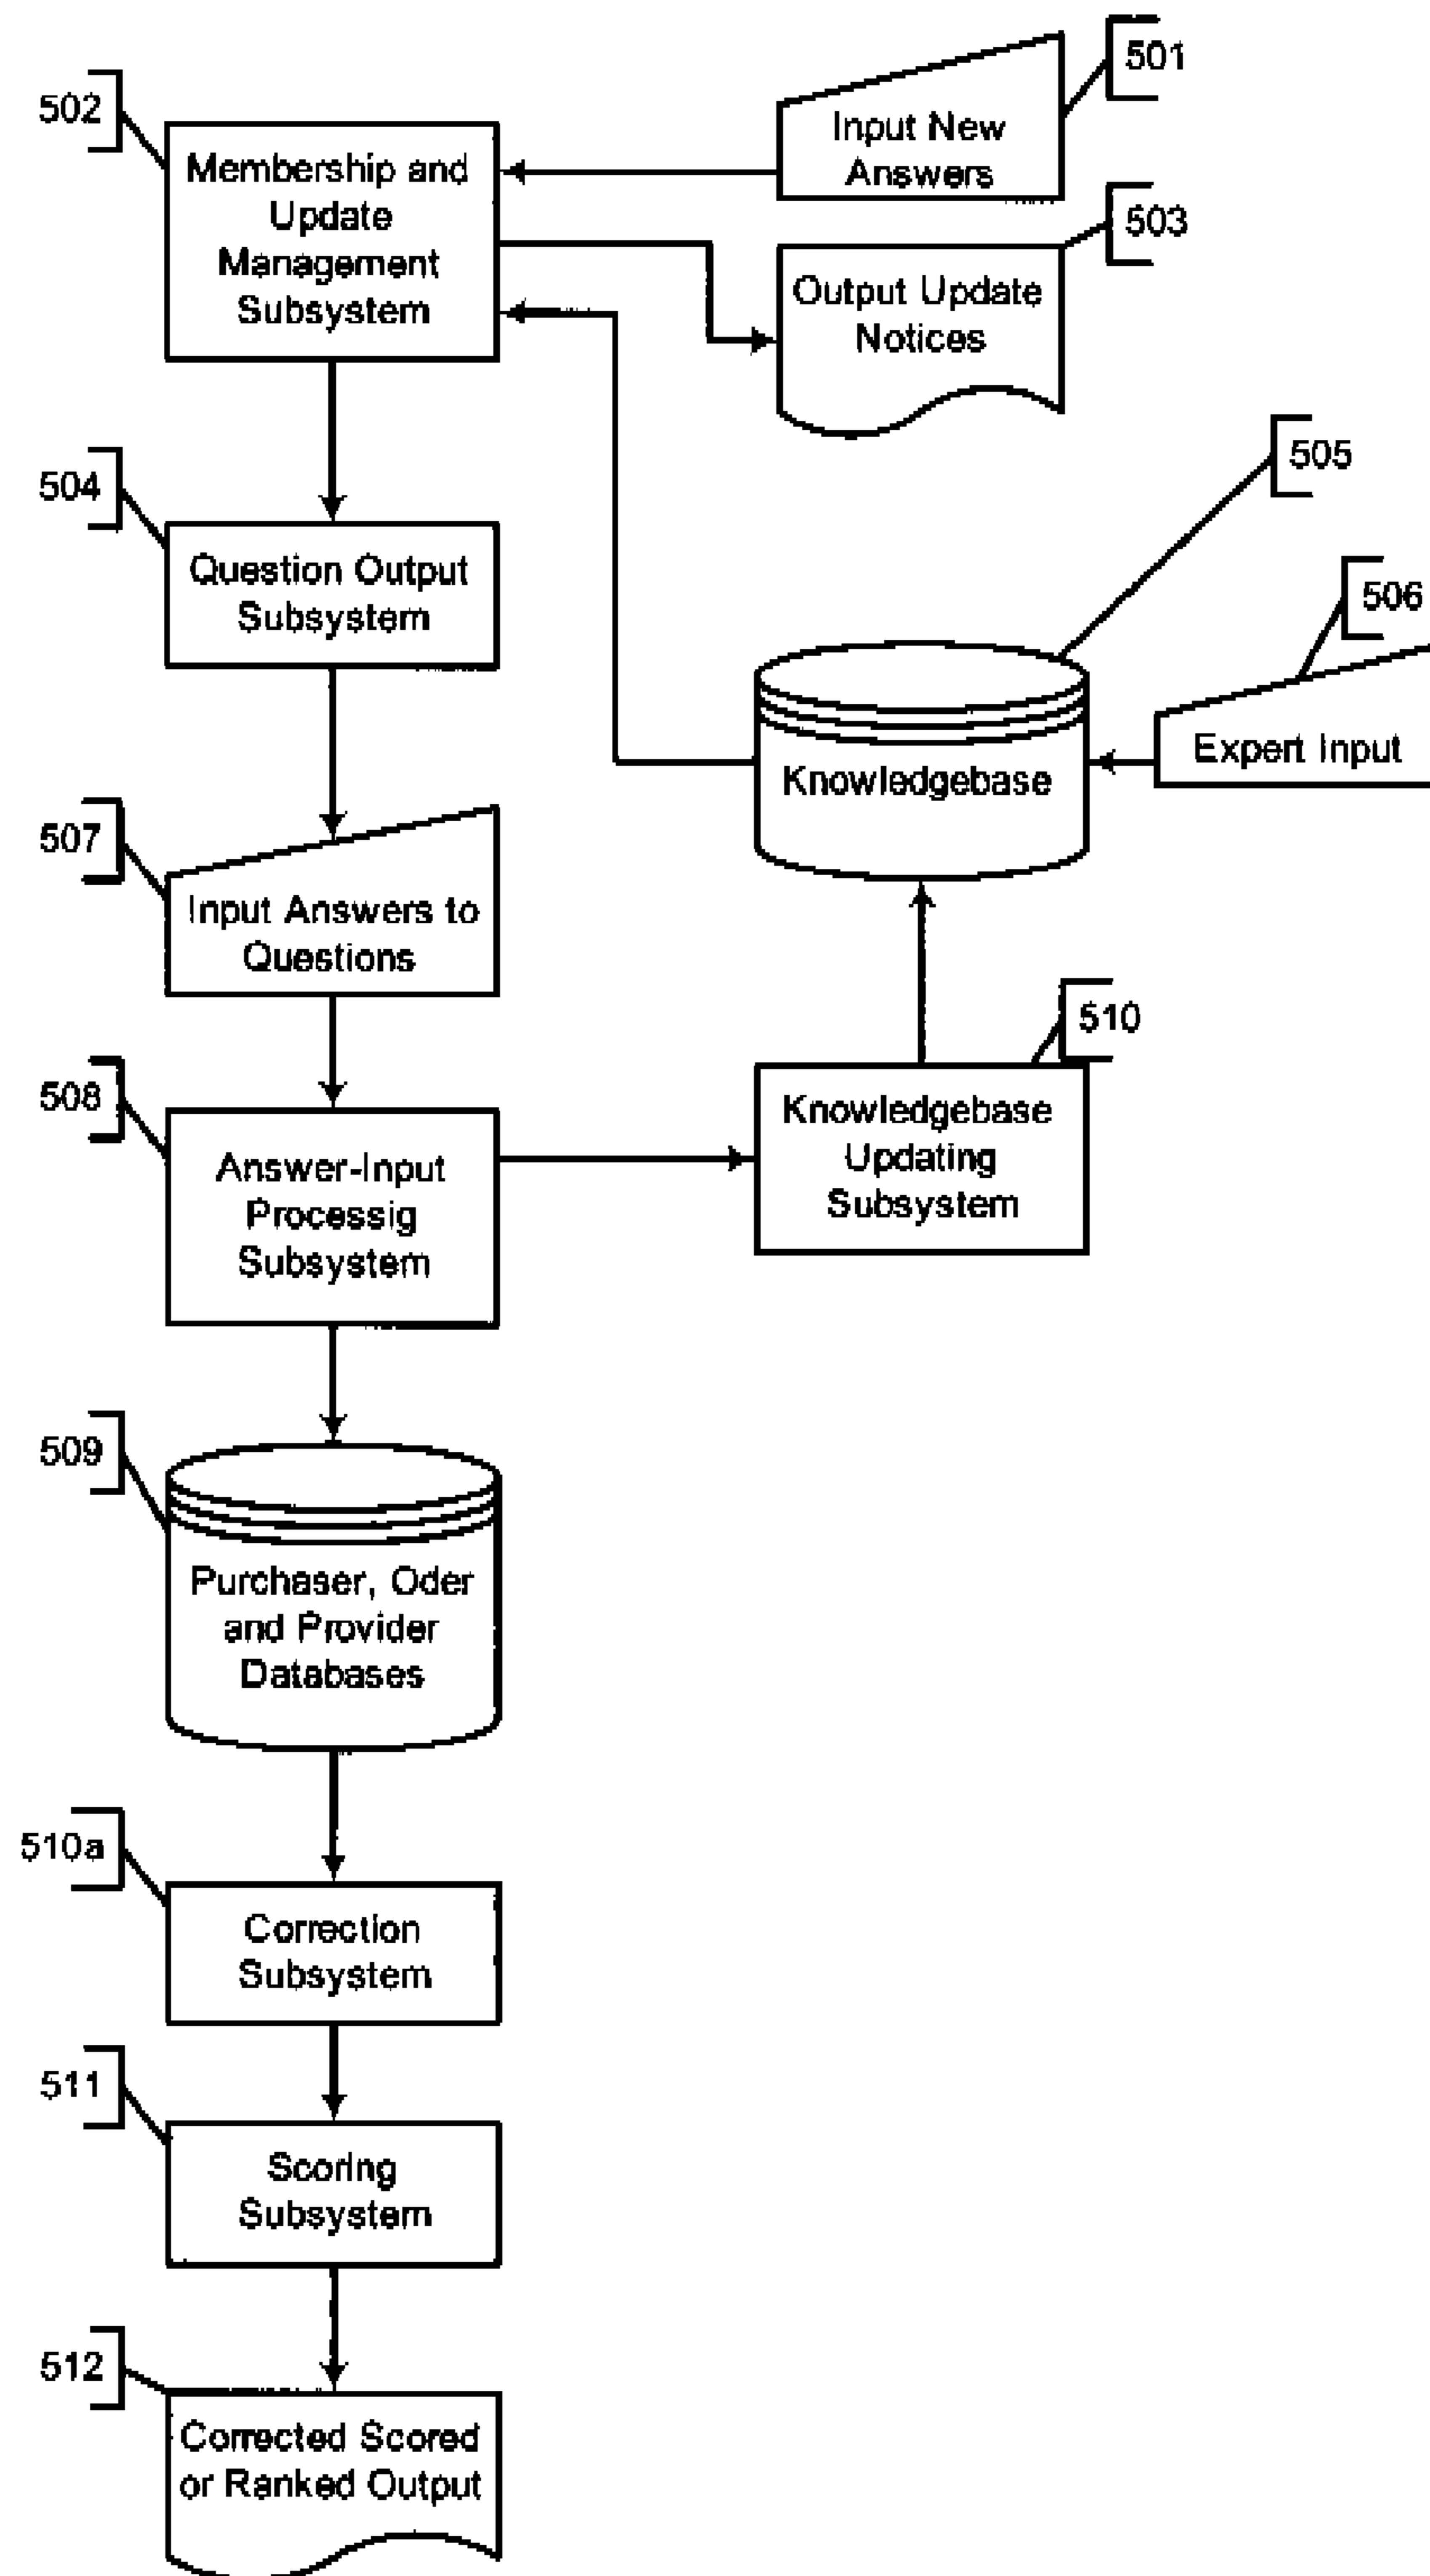 501
Input New
Answers
502
Membership and
Update
Management
Subsystem
503
Output Update
Notices
504
Question Output
Subsystem
505
Knowledgebase
506
Expert Input
507
Input Answers to
Questions
508
Answer-Input
Processig
Subsystem
510
Knowledgebase
Updating
Subsystem
509
Purchaser, Oder
and Provider
Databases
510a
Correction
Subsystem
511
Scoring
Subsystem
512
Corrected Scored
or Ranked Output